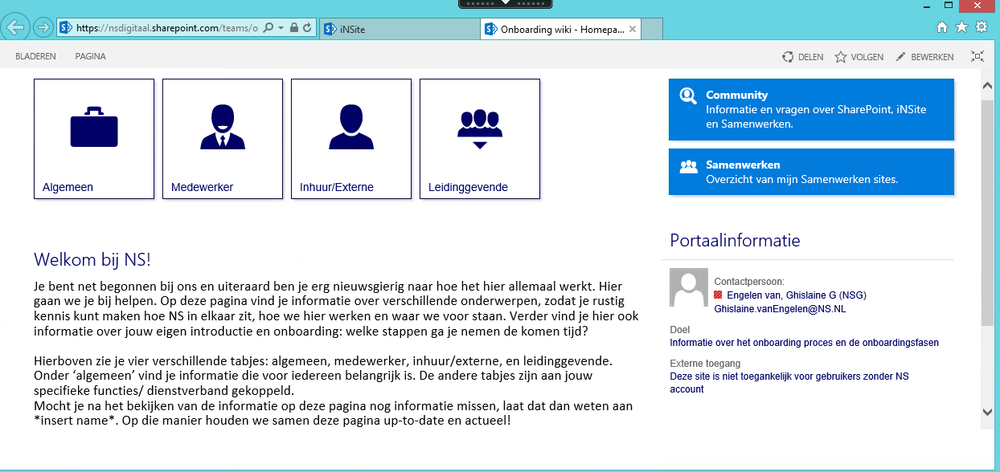 https://nsdigitaal.sharepoint.com/teams/o
iNSite
Onboarding wiki - Homepa...
BLADEREN
PAGINA
DELEN
VOLGEN
BEWERKEN
Algemeen
Medewerker
Inhuur/Externe
Leidinggevende
Community
Informatie en vragen over SharePoint, iNSite
en Samenwerken.
Samenwerken
Overzicht van mijn Samenwerken sites.
Welkom bij NS!
Je bent net begonnen bij ons en uiteraard ben je erg nieuwsgierig naar hoe het hier allemaal werkt. Hier
gaan we je bij helpen. Op deze pagina vind je informatie over verschillende onderwerpen, zodat je rustig
kennis kunt maken hoe NS in elkaar zit, hoe we hier werken en waar we voor staan. Verder vind je hier ook
informatie over jouw eigen introductie en onboarding: welke stappen ga je nemen de komen tijd?
Hierboven zie je vier verschillende tabjes: algemeen, medewerker, inhuur/externe, en leidinggevende.
Onder ‘algemeen’ vind je informatie die voor iedereen belangrijk is. De andere tabjes zijn aan jouw
specifieke functies/ dienstverband gekoppeld.
Mocht je na het bekijken van de informatie op deze pagina nog informatie missen, laat dat dan weten aan
*insert name*. Op die manier houden we samen deze pagina up-to-date en actueel!
Portaalinformatie
Contactpersoon:
Engelen van, Ghislaine G (NSG)
Ghislaine.vanEngelen@NS.NL
Doel
Informatie over het onboarding proces en de onboardingsfasen
Externe toegang
Deze site is niet toegankelijk voor gebruikers zonder NS
account